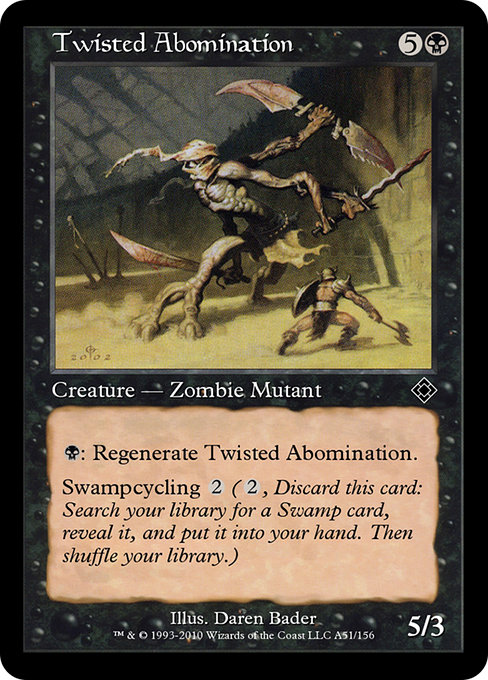 Twisted Abomination 5
2002
Creature — Zombie Mutant
: Regenerate Twisted Abomination.
Swampcycling 2 ( 2 , Discard this card:
Search your library for a Swamp card,
reveal it, and put it into your hand. Then
shuffle your library.)
Illus. Daren Bader
™ & © 1993-2010 Wizards of the Coast LLC A51/156
5/3